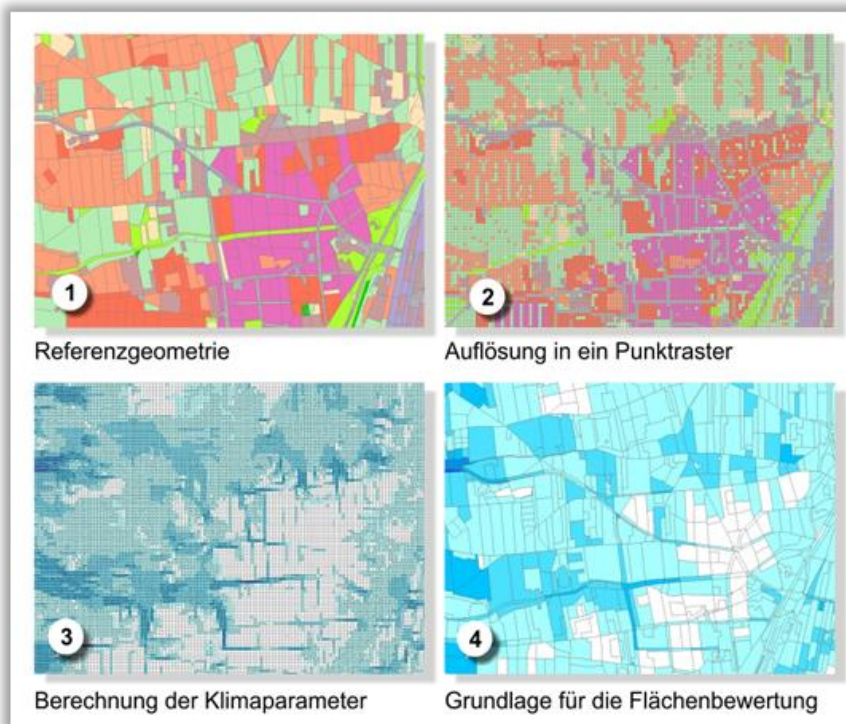 1
2
Referenzgeometrie
Auflösung in ein Punktraster
3
4
Berechnung der Klimaparameter
Grundlage für die Flächenbewertung